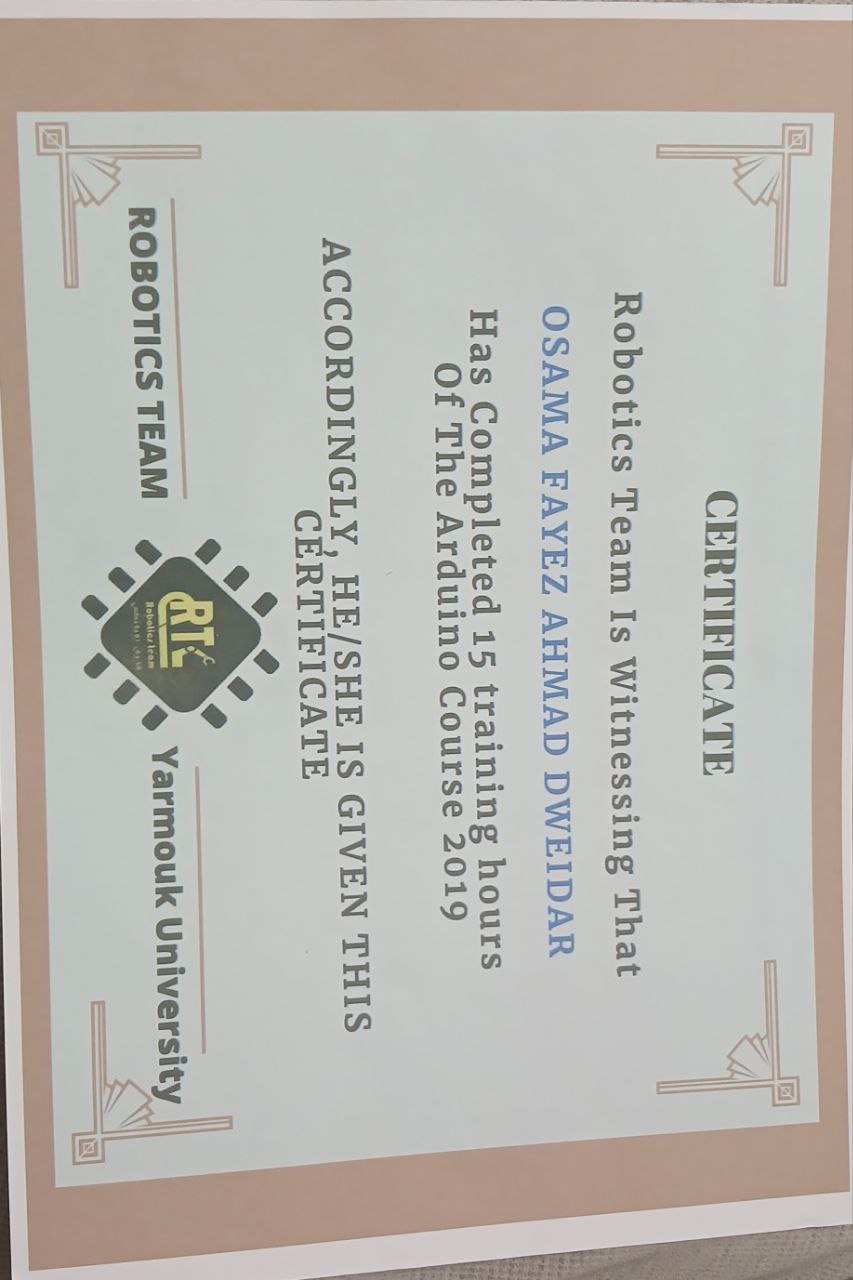 CERTIFICATE
Robotics Team Is Witnessing That
OSAMA FAYEZ AHMAD DWEIDAR
Has Completed 15 training hours
Of The Arduino Course 2019
ACCORDINGLY, HE/SHE IS GIVEN THIS
CERTIFICATE
RT
Robotics team
ROBOTICS TEAM
Yarmouk University